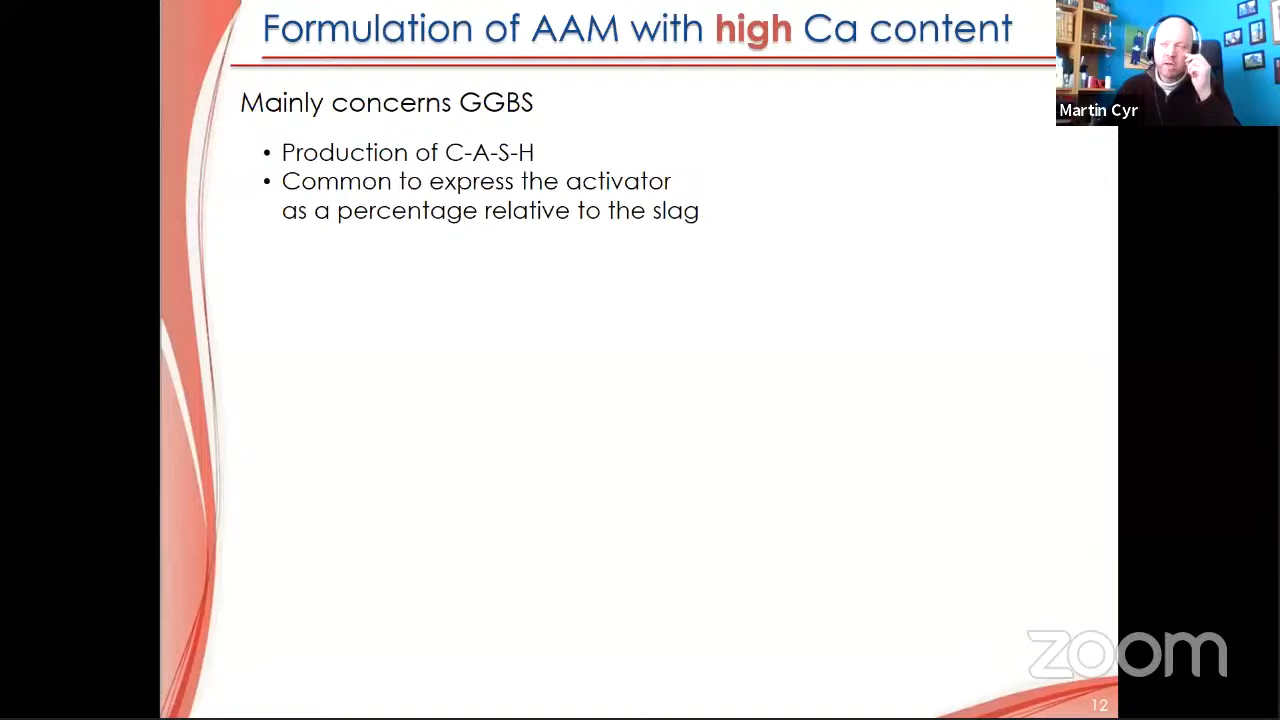 Formulation of AAM with high Ca content
Martin Cyr
Mainly concerns GGBS
• Production of C-A-S-H
• Common to express the activator
as a percentage relative to the slag
zoom
12